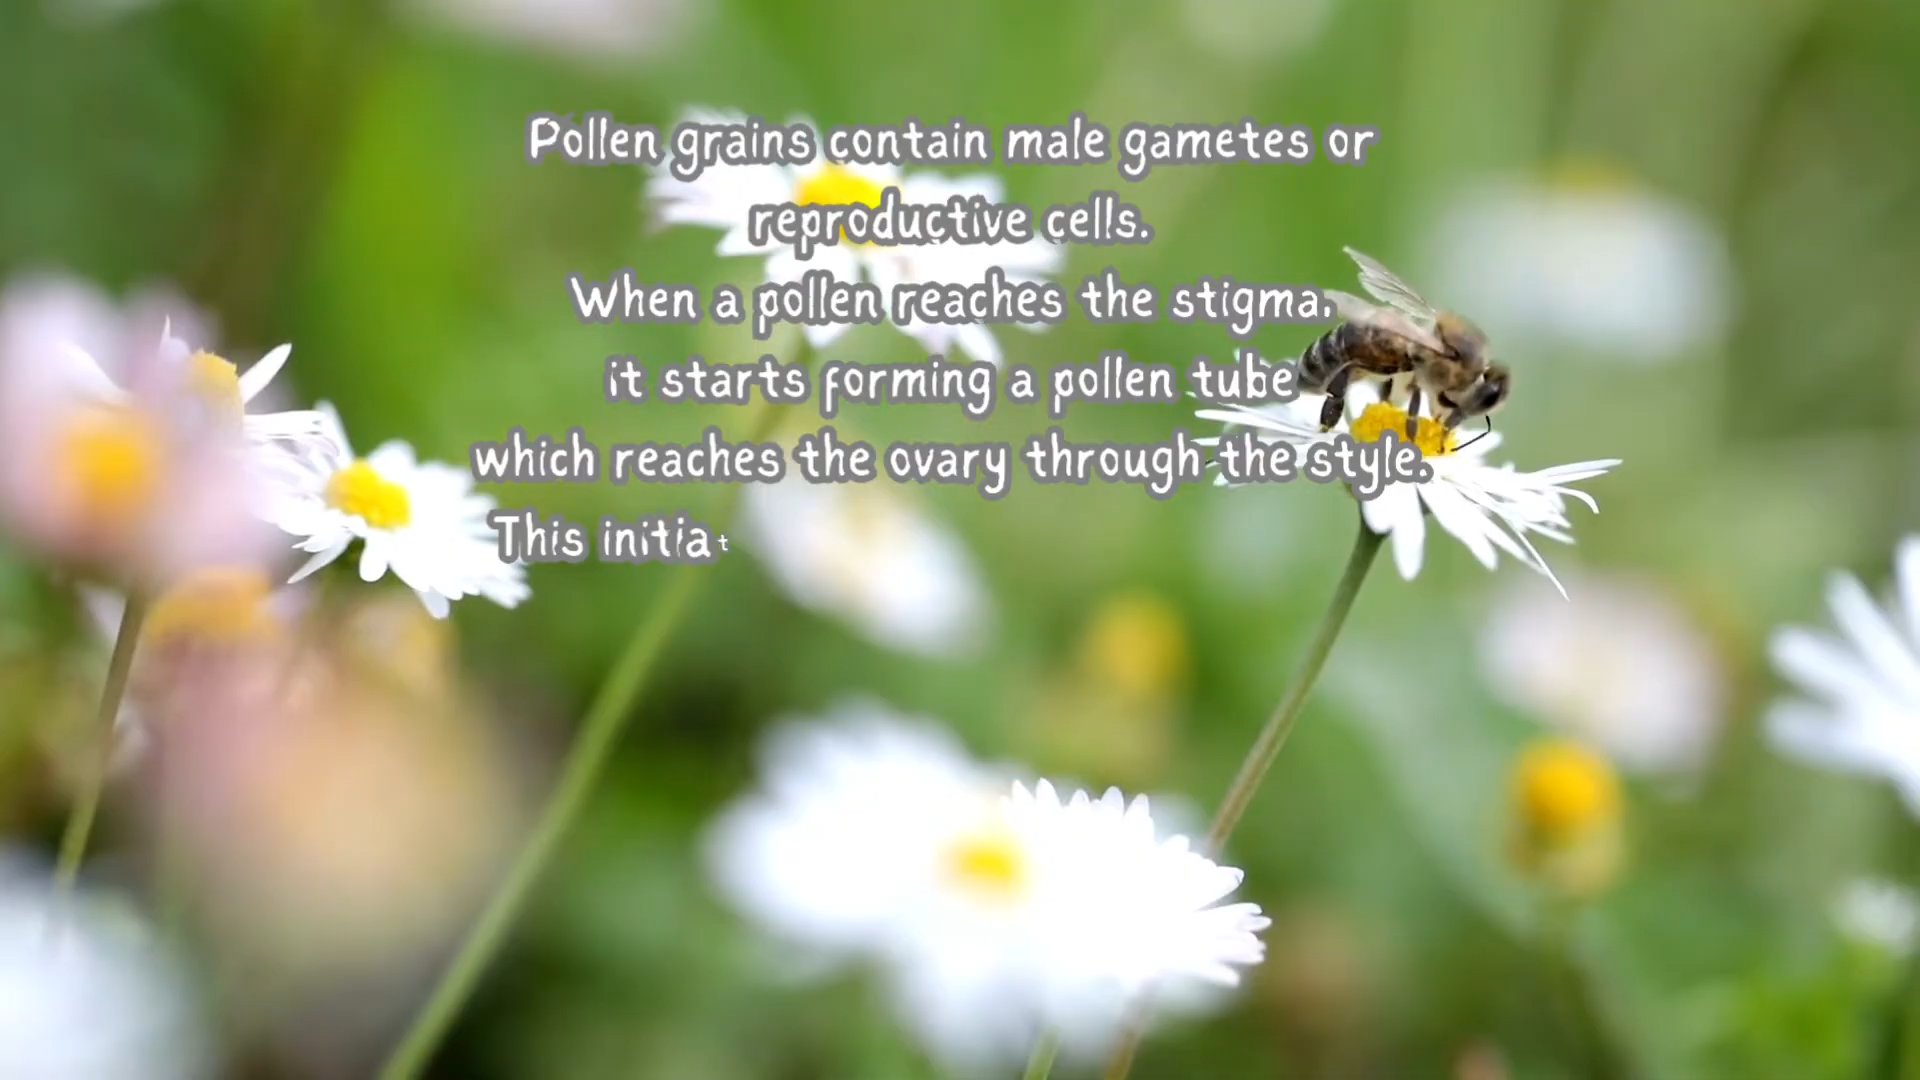 Pollen grains contain male gametes or
reproductive cells.
When a pollen reaches the stigma,
it starts forming a pollen tube
which reaches the ovary through the style.
This initiat